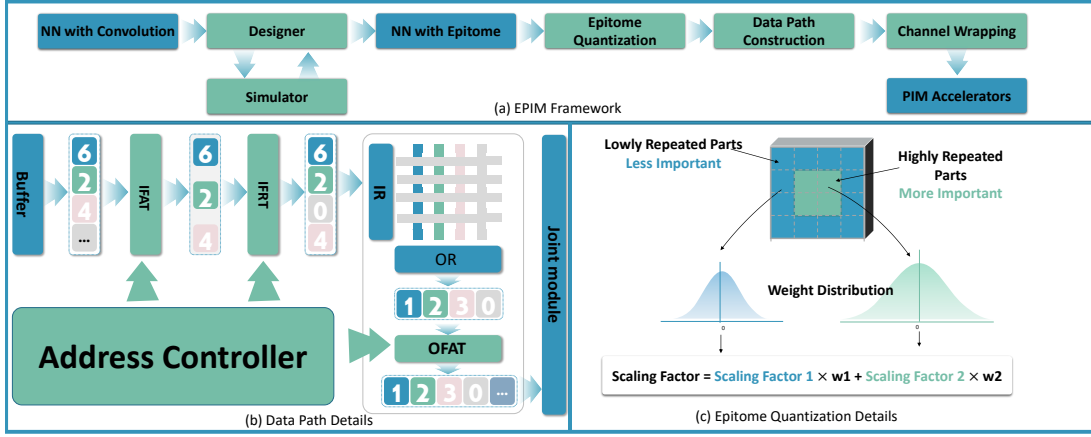 NN with Convolution
Designer
NN with Epitome
Epitome
Quantization
Data Path
Construction
Channel Wrapping
Simulator
PIM Accelerators
(a) EPIM Framework
Buffer
6
2
4
...
IFAT
6
2
4
IFRT
6
2
0
4
IR
OR
1 2 3 0
OFAT
1 2 3 0 ...
Joint module
Address Controller
(b) Data Path Details
Lowly Repeated Parts
Less Important
Highly Repeated
Parts
More Important
Weight Distribution
0
0
Scaling Factor = Scaling Factor 1 × w1 + Scaling Factor 2 × w2
(c) Epitome Quantization Details